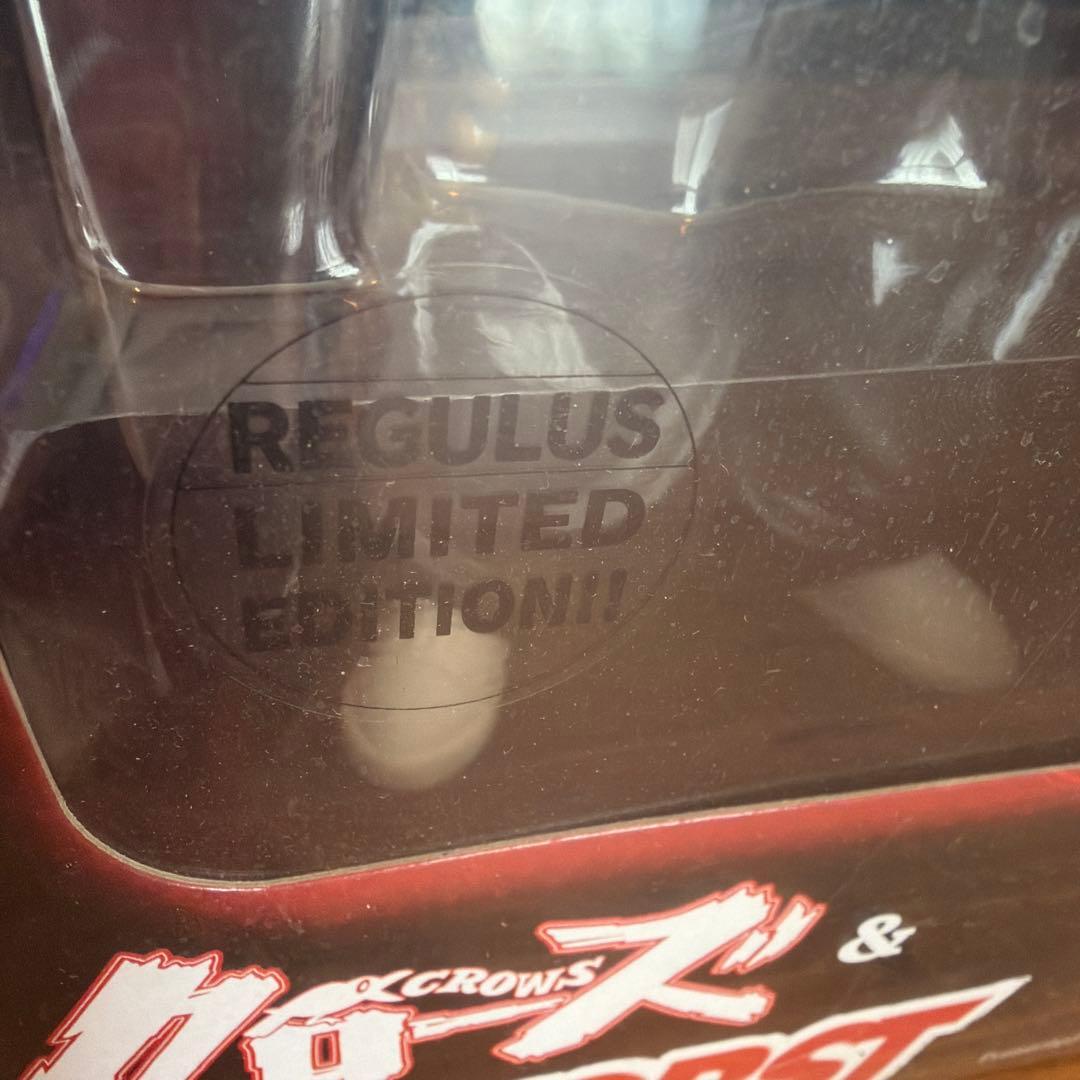 REGULUS
LIMITED
EDITION!!
クローズ &
CROWS